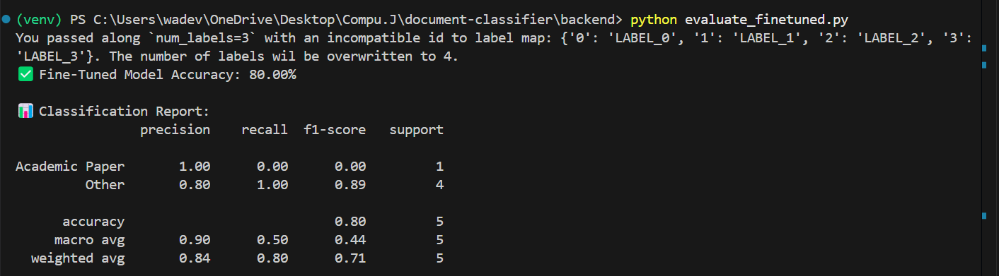 (venv) PS C:\Users\wadev\OneDrive\Desktop\Compu.J\document-classifier\backend> python evaluate_finetuned.py
You passed along `num_labels=3` with an incompatible id to label map: {'0': 'LABEL_0', '1': 'LABEL_1', '2': 'LABEL_2', '3':
'LABEL_3'}. The number of labels wil be overwritten to 4.
✅ Fine-Tuned Model Accuracy: 80.00%
📊 Classification Report:
precision recall f1-score support
Academic Paper 1.00 0.00 0.00 1
Other 0.80 1.00 0.89 4
accuracy 0.80 5
macro avg 0.90 0.50 0.44 5
weighted avg 0.84 0.80 0.71 5